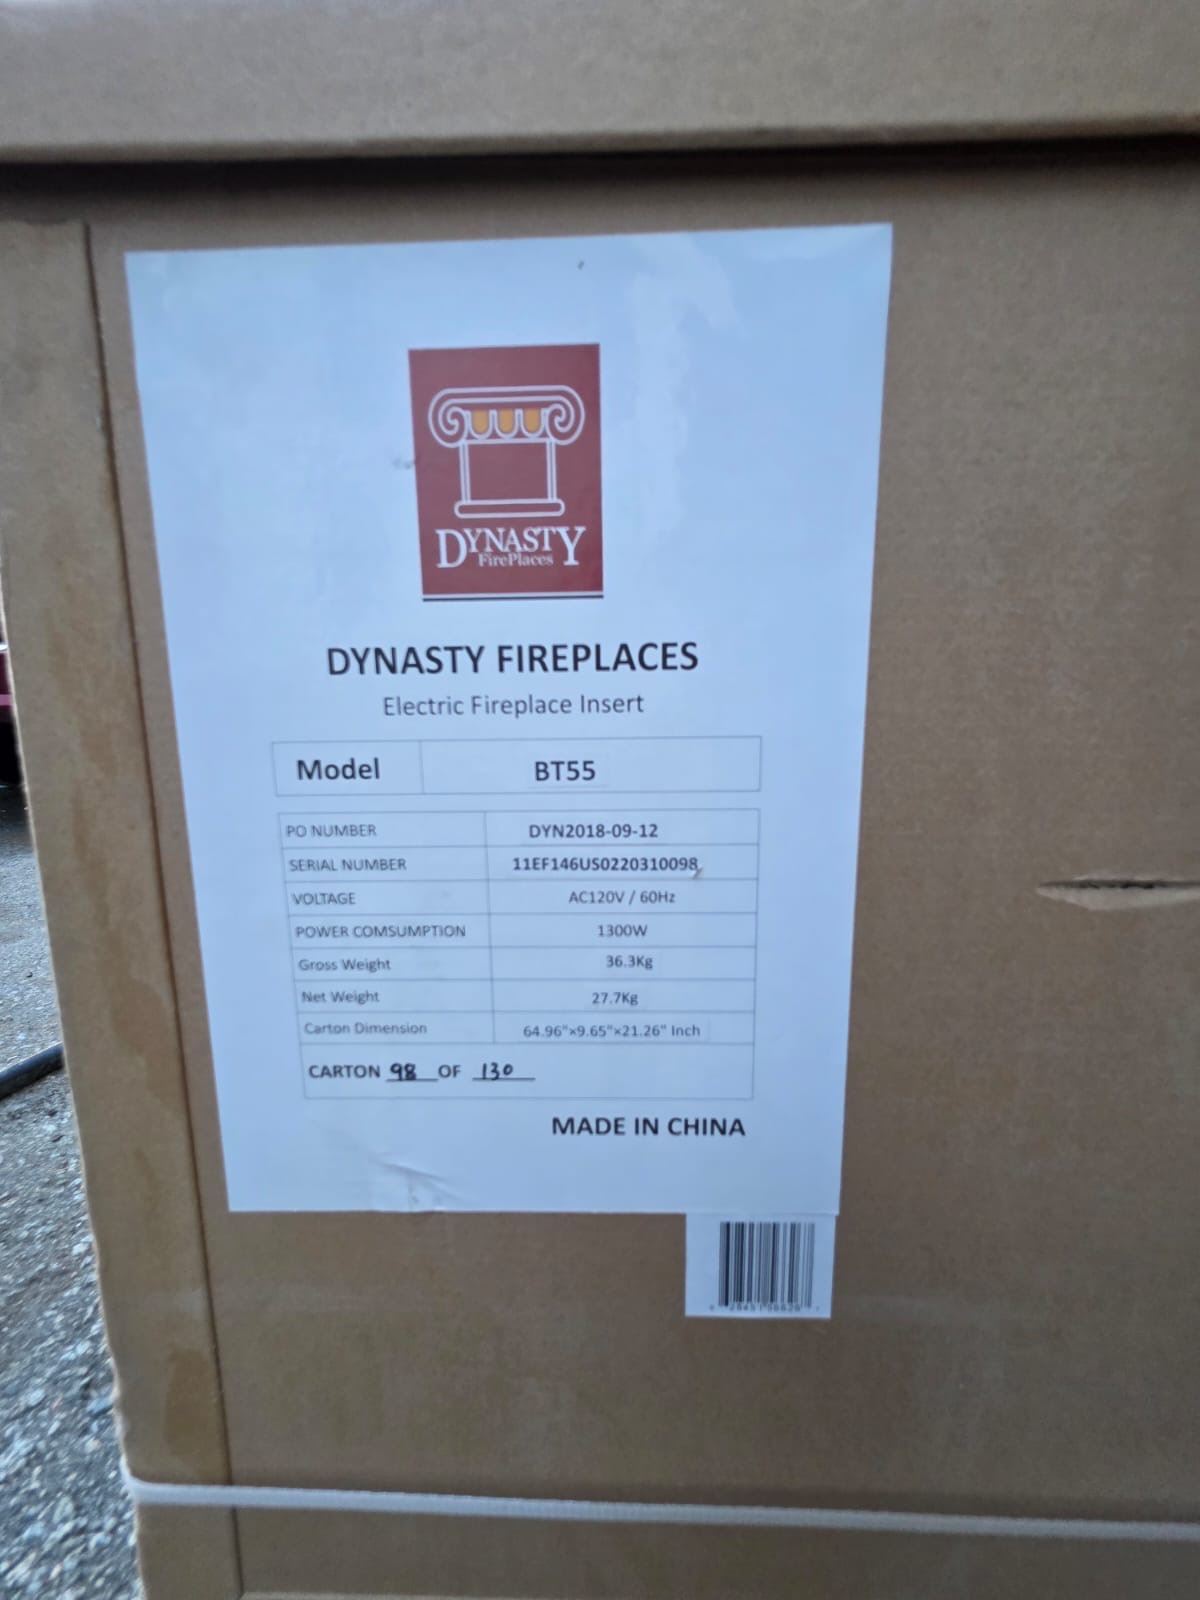 DYNASTY
FirePlaces
DYNASTY FIREPLACES
Electric Fireplace Insert
Model BT55
PO NUMBER DYN2018-09-12
SERIAL NUMBER 11EF146US0220310098
VOLTAGE AC120V / 60Hz
POWER COMSUMPTION 1300W
Gross Weight 36.3Kg
Net Weight 27.7Kg
Carton Dimension 64.96"×9.65"×21.26" Inch
CARTON 98 OF 130
MADE IN CHINA